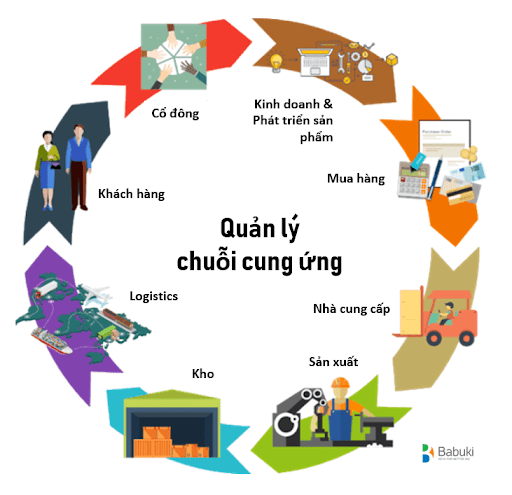 Cổ đông
Kinh doanh &
Phát triển sản
phẩm
Mua hàng
Khách hàng
Quản lý
chuỗi cung ứng
Logistics
Nhà cung cấp
Kho
Sản xuất
Babuki